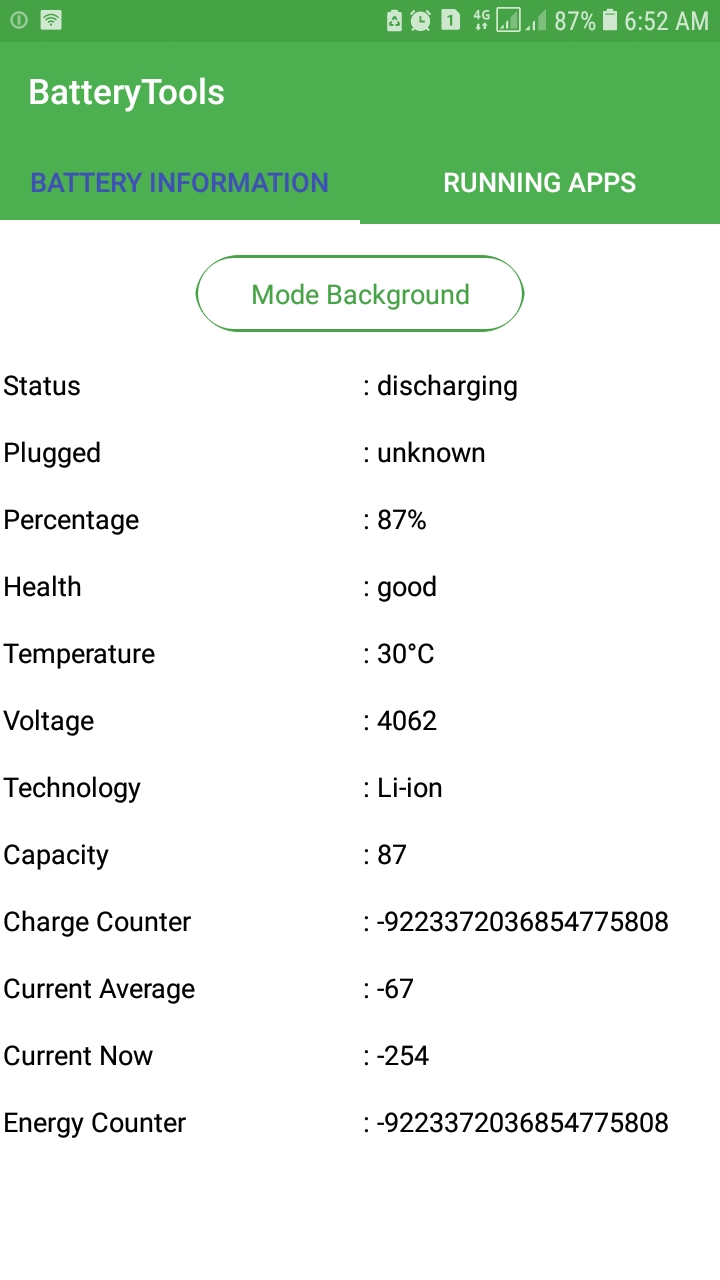 1 4G 87% 6:52 AM
BatteryTools
BATTERY INFORMATION RUNNING APPS
Mode Background
Status : discharging
Plugged : unknown
Percentage : 87%
Health : good
Temperature : 30°C
Voltage : 4062
Technology : Li-ion
Capacity : 87
Charge Counter : -9223372036854775808
Current Average : -67
Current Now : -254
Energy Counter : -9223372036854775808